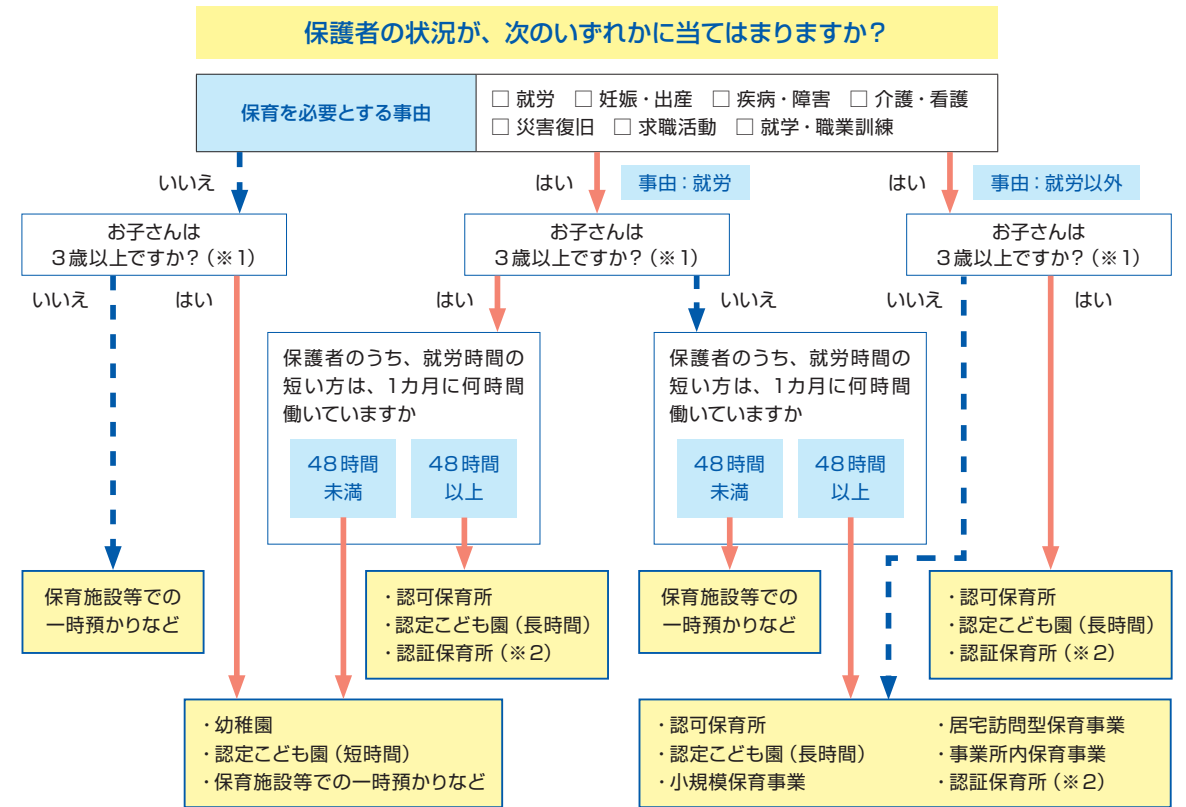 保護者の状況が、次のいずれかに当てはまりますか？
保育を必要とする事由
□ 就労 □ 妊娠・出産 □ 疾病・障害 □ 介護・看護
□ 災害復旧 □ 求職活動 □ 就学・職業訓練
いいえ
はい
事由：就労
はい
事由：就労以外
お子さんは
3歳以上ですか？（※1）
お子さんは
3歳以上ですか？（※1）
お子さんは
3歳以上ですか？（※1）
いいえ
はい
はい
いいえ
いいえ
はい
保護者のうち、就労時間の
短い方は、1カ月に何時間
働いていますか
48時間
未満
48時間
以上
保護者のうち、就労時間の
短い方は、1カ月に何時間
働いていますか
48時間
未満
48時間
以上
保育施設等での
一時預かりなど
・認可保育所
・認定こども園（長時間）
・認証保育所（※2）
保育施設等での
一時預かりなど
・認可保育所
・認定こども園（長時間）
・認証保育所（※2）
・幼稚園
・認定こども園（短時間）
・保育施設等での一時預かりなど
・認可保育所
・認定こども園（長時間）
・小規模保育事業
・居宅訪問型保育事業
・事業所内保育事業
・認証保育所（※2）